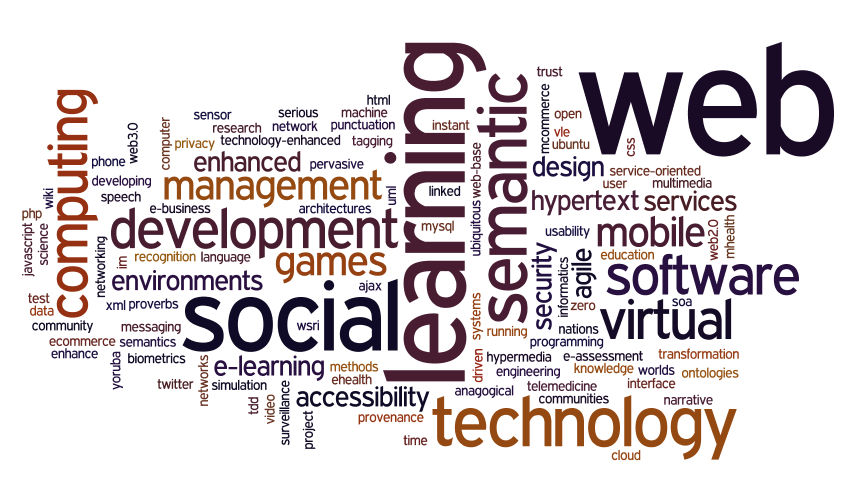 web
learning
semantic
social
technology
computing
development
management
software
virtual
mobile
games
environments
enhanced
e-learning
accessibility
hypertext
services
design
security
agile
html
machine
sensor
serious
research
network
punctuation
instant
technology-enhanced
tagging
computer
privacy
pervasive
web3.0
phone
developing
speech
wiki
e-business
architectures
uml
linked
mysql
ubiquitous
web-base
php
javascript
science
networking
im
recognition
language
ajax
test
data
xml
proverbs
community
messaging
wsri
ecommerce
semantics
enhance
biometrics
yoruba
twitter
networks
simulation
methods
ehealth
tdd
video
surveillance
project
provenance
time
trust
mcommerce
open
vle
ubuntu
css
service-oriented
user
multimedia
usability
education
web2.0
mhealth
informatics
zero
soa
systems
running
nations
programming
driven
hypermedia
e-assessment
transformation
engineering
knowledge
worlds
ontologies
anagogical
telemedicine
interface
communities
narrative
cloud